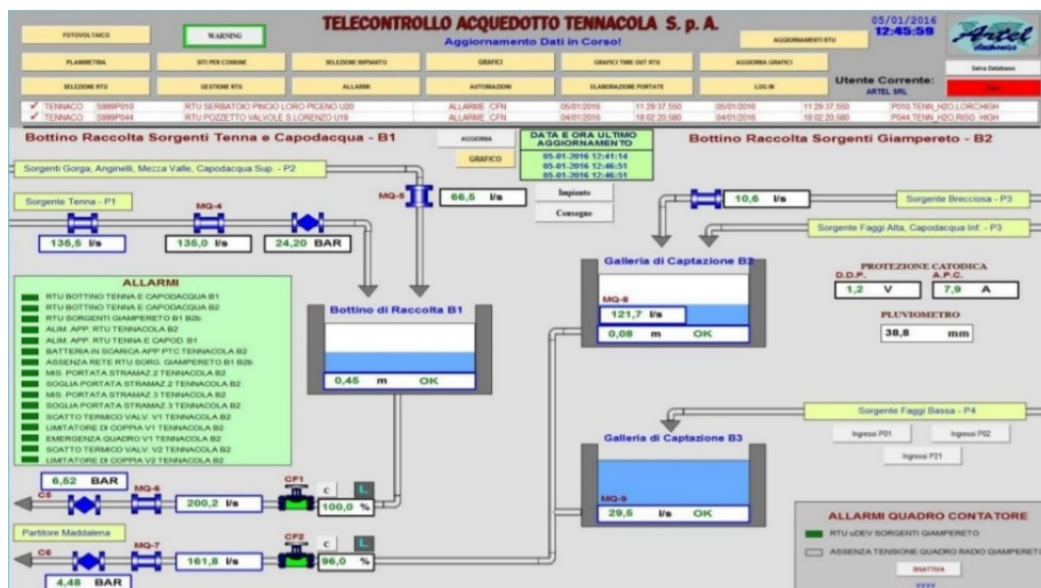 TELECONTROLLO ACQUEDOTTO TENNACOLA S. p. A.
Aggiornamento Dati in Corso!
05/01/2016
12:45:59
Artel
electronics
FOTOVOLTAICO
WARNING
AGGIORNAMENTI RTU
Salva Database
PLANIMETRIA
SITI PER COMUNE
SELEZIONE IMPIANTO
GRAFICI
GRAFICI TIME OUT RTU
AGGIORNA GRAFICI
SELEZIONE RTU
GESTIONE RTU
ALLARMI
AUTOMAZIONI
ELABORAZIONE PORTATE
LOG IN
Utente Corrente:
ARTEL SRL
TENNACO S999P010 RTU SERBATOIO PINCIO LORO PICENO U20 ALLARME CFN 05/01/2016 11:29:37,550 05/01/2016 11:29:37,550 P010,TENN_H2O,LORCHIGH
TENNACO S999P044 RTU POZZETTO VALVOLE S.LORENZO U19 ALLARME CFN 04/01/2016 18:02:20,580 04/01/2016 18:02:20,580 P044,TENN_H2O,RISG HIGH
Bottino Raccolta Sorgenti Tenna e Capodacqua - B1
AGGIORNA
GRAFICO
DATA E ORA ULTIMO
AGGIORNAMENTO
05-01-2016 12:41:14
05-01-2016 12:46:51
05-01-2016 12:46:51
Bottino Raccolta Sorgenti Giampereto - B2
Impianto
Consegne
Sorgenti Gorga, Anginelli, Mezza Valle, Capodacqua Sup. - P2
MQ-5
66,5 l/s
10,6 l/s
Sorgente Brecciosa - P3
Sorgente Tenna - P1
MQ-4
135,5 l/s
135,0 l/s
24,20 BAR
Sorgente Faggi Alta, Capodacqua Inf. - P3
Galleria di Captazione B2
MQ-8
121,7 l/s
0,08 m OK
PROTEZIONE CATODICA
D.D.P. A.P.C.
1,2 V 7,9 A
PLUVIOMETRO
38,8 mm
ALLARMI
RTU BOTTINO TENNA E CAPODACQUA B1
RTU BOTTINO TENNA E CAPODACQUA B2
RTU SORGENTI GIAMPERETO B1 B2b
ALIM. APP. RTU TENNACOLA B2
ALIM. APP. RTU TENNA E CAPOD. B1
BATTERIA IN SCARICA APP PTC TENNACOLA B2
ASSENZA RETE RTU SORG. GIAMPERETO B1 B2b
MIS. PORTATA STRAMAZ.2 TENNACOLA B2
SOGLIA PORTATA STRAMAZ.2 TENNACOLA B2
MIS. PORTATA STRAMAZ.3 TENNACOLA B2
SOGLIA PORTATA STRAMAZ.3 TENNACOLA B2
SCATTO TERMICO VALV. V1 TENNACOLA B2
LIMITATORE DI COPPIA V1 TENNACOLA B2
EMERGENZA QUADRO V1 TENNACOLA B2
SCATTO TERMICO VALV. V2 TENNACOLA B2
LIMITATORE DI COPPIA V2 TENNACOLA B2
Bottino di Raccolta B1
0,45 m OK
Sorgente Faggi Bassa - P4
Ingressi P01
Ingressi P02
Ingressi P21
Galleria di Captazione B3
MQ-9
29,5 l/s OK
6,52 BAR
C5
MQ-6
200,2 l/s
CF1
C L
100,0 %
Partitore Maddalena
C6
MQ-7
161,8 l/s
CF2
C L
96,0 %
4,48 BAR
ALLARMI QUADRO CONTATORE
RTU uDEV SORGENTI GIAMPERETO
ASSENZA TENSIONE QUADRO RADIO GIAMPERETO
DISATTIVA